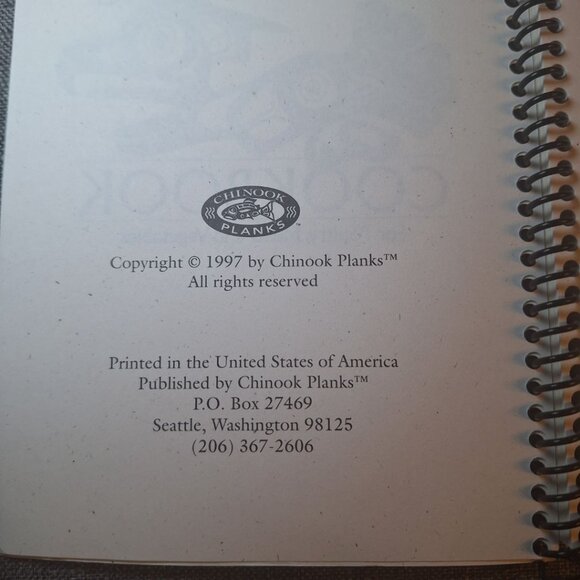 CHINOOK
PLANKS™
Copyright © 1997 by Chinook Planks™
All rights reserved
Printed in the United States of America
Published by Chinook Planks™
P.O. Box 27469
Seattle, Washington 98125
(206) 367-2606